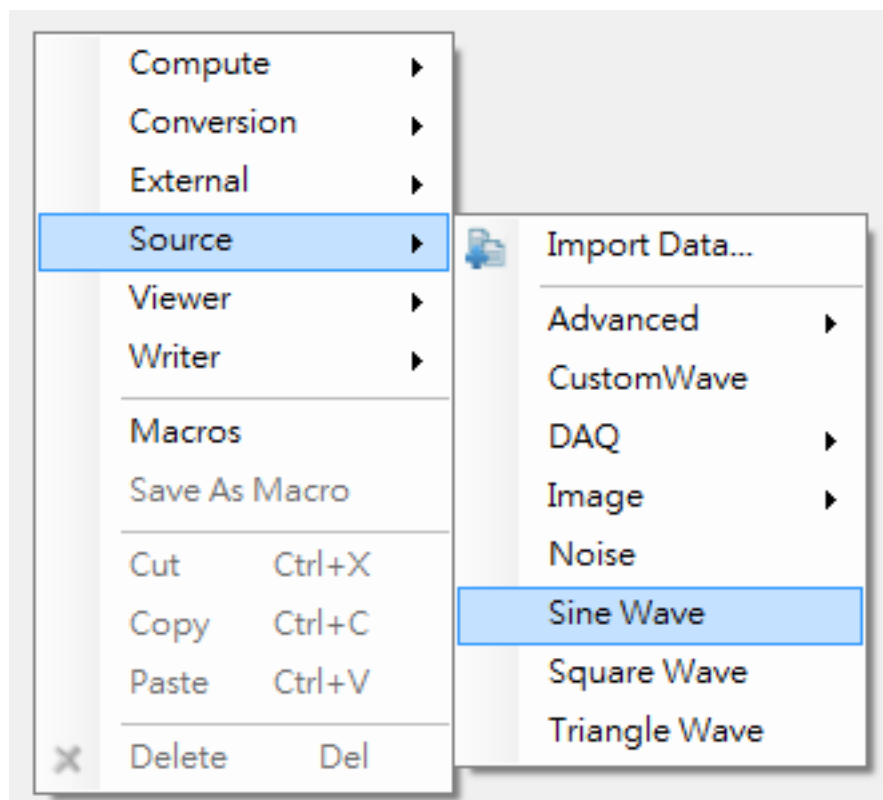 Compute
Conversion
External
Source
Viewer
Writer
Macros
Save As Macro
Cut Ctrl+X
Copy Ctrl+C
Paste Ctrl+V
Delete Del
Import Data...
Advanced
CustomWave
DAQ
Image
Noise
Sine Wave
Square Wave
Triangle Wave